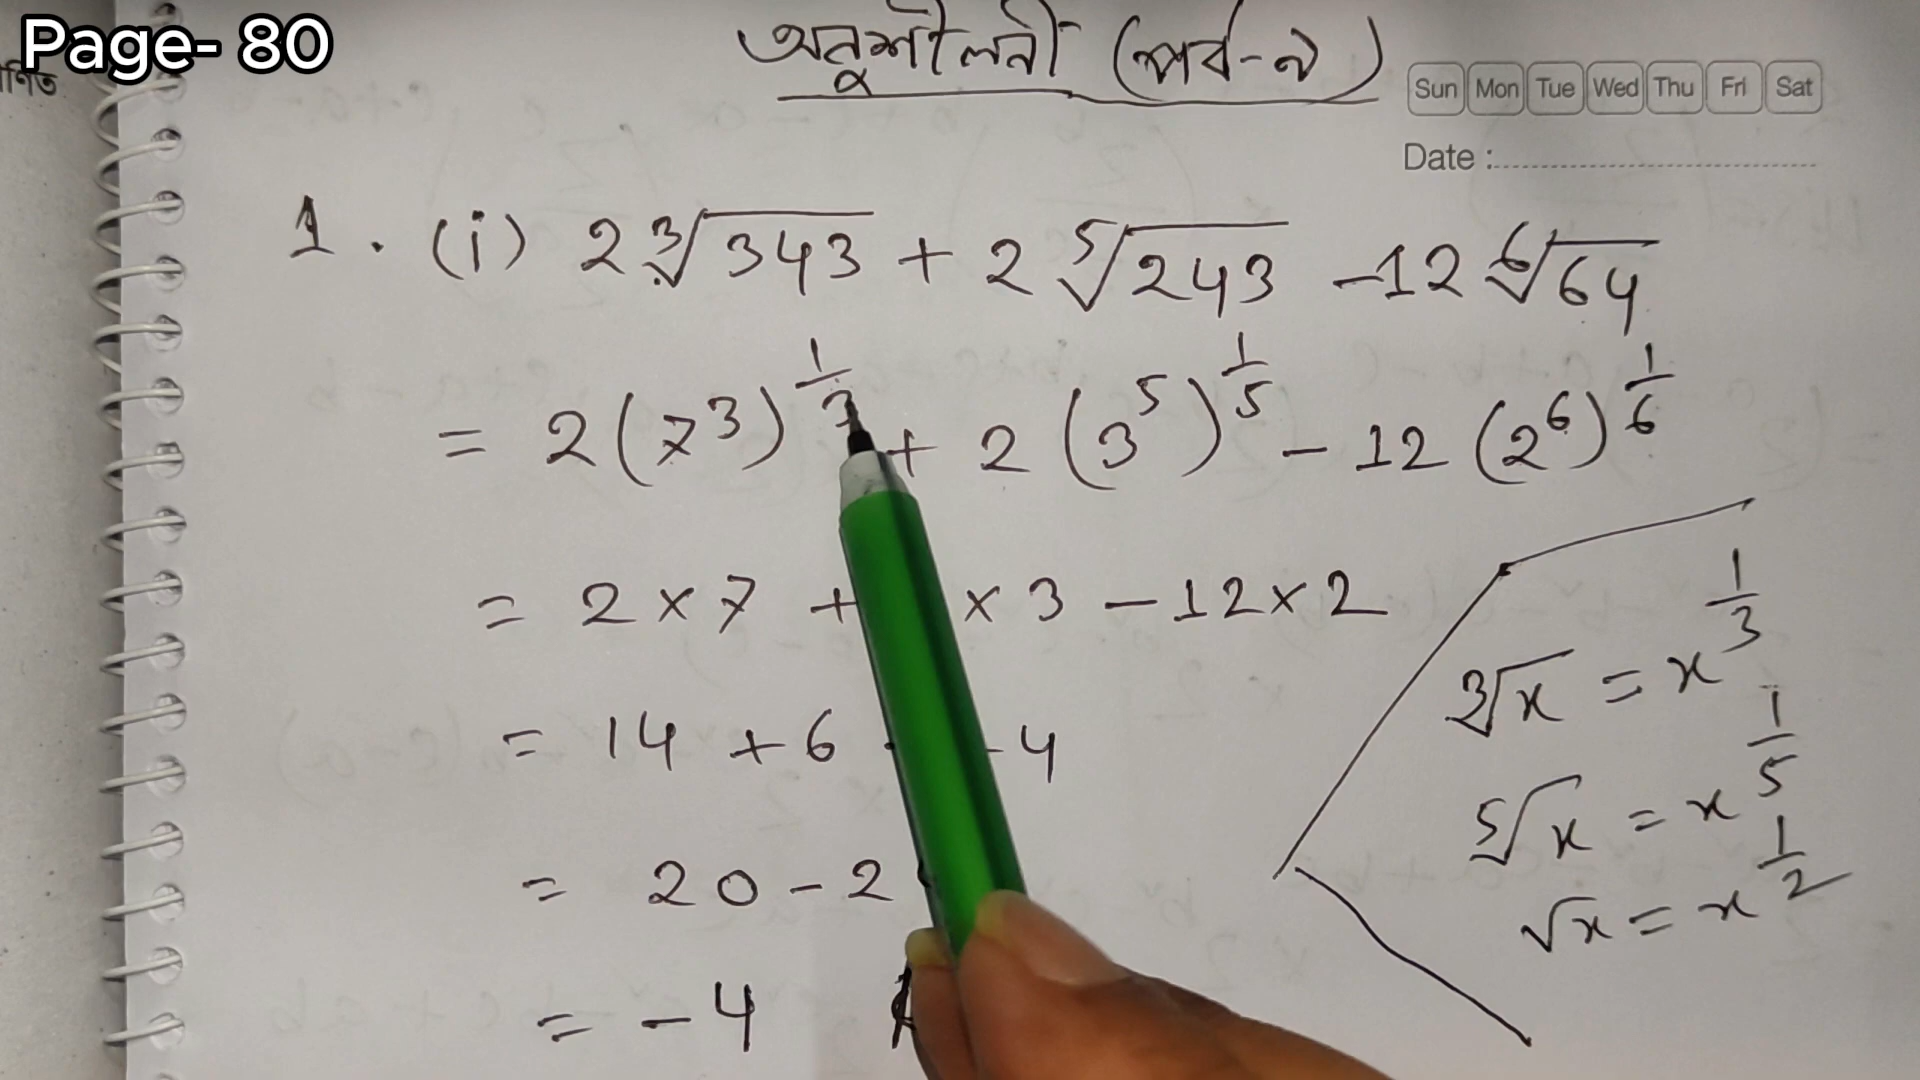 Page- 80
অনুশীলনী (পর্ব-৯)
Sun Mon Tue Wed Thu Fri Sat
Date :
1. (i) 2∛343 + 2 ⁵√243 -12 ⁶√64
= 2(7³)^(1/3) + 2(3⁵)^(1/5) - 12(2⁶)^(1/6)
= 2 × 7 + × 3 - 12 × 2
= 14 + 6 - 4
= 20 - 2
= - 4
∛x = x^(1/3)
⁵√x = x^(1/5)
√x = x^(1/2)